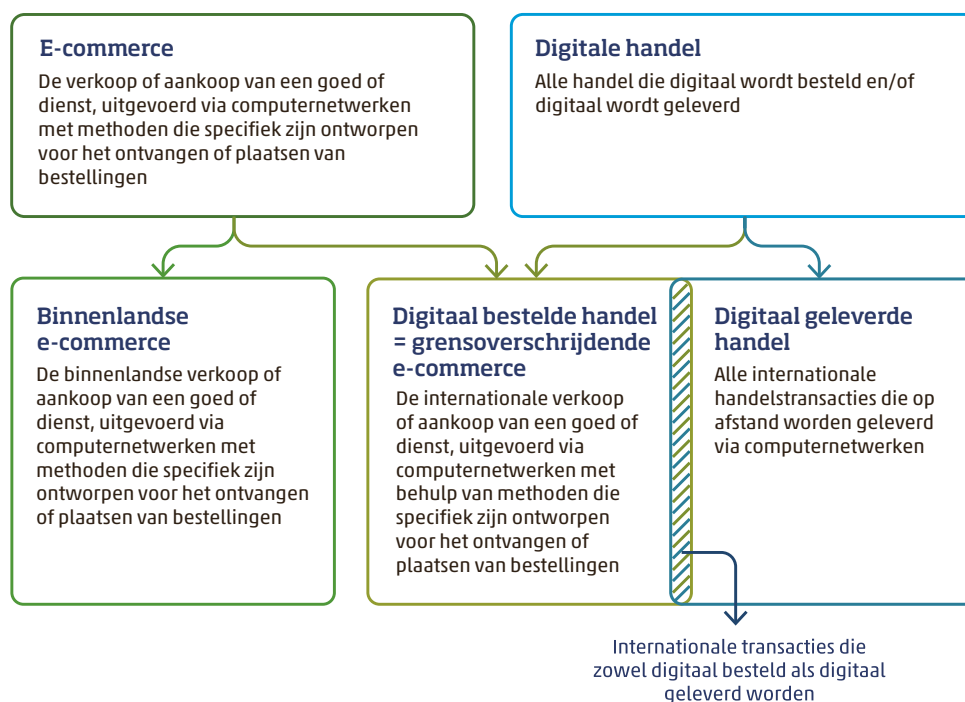 E-commerce
De verkoop of aankoop van een goed of
dienst, uitgevoerd via computernetwerken
met methoden die specifiek zijn ontworpen
voor het ontvangen of plaatsen van
bestellingen
Digitale handel
Alle handel die digitaal wordt besteld en/of
digitaal wordt geleverd
Binnenlandse
e-commerce
De binnenlandse verkoop of
aankoop van een goed of
dienst, uitgevoerd via
computernetwerken met
methoden die specifiek zijn
ontworpen voor het ontvangen
of plaatsen van bestellingen
Digitaal bestelde handel
= grensoverschrijdende
e-commerce
De internationale verkoop
of aankoop van een goed of
dienst, uitgevoerd via
computernetwerken met
behulp van methoden die
specifiek zijn ontworpen
voor het ontvangen of
plaatsen van bestellingen
Digitaal geleverde
handel
Alle internationale
handelstransacties die op
afstand worden geleverd
via computernetwerken
Internationale transacties die
zowel digitaal besteld als digitaal
geleverd worden